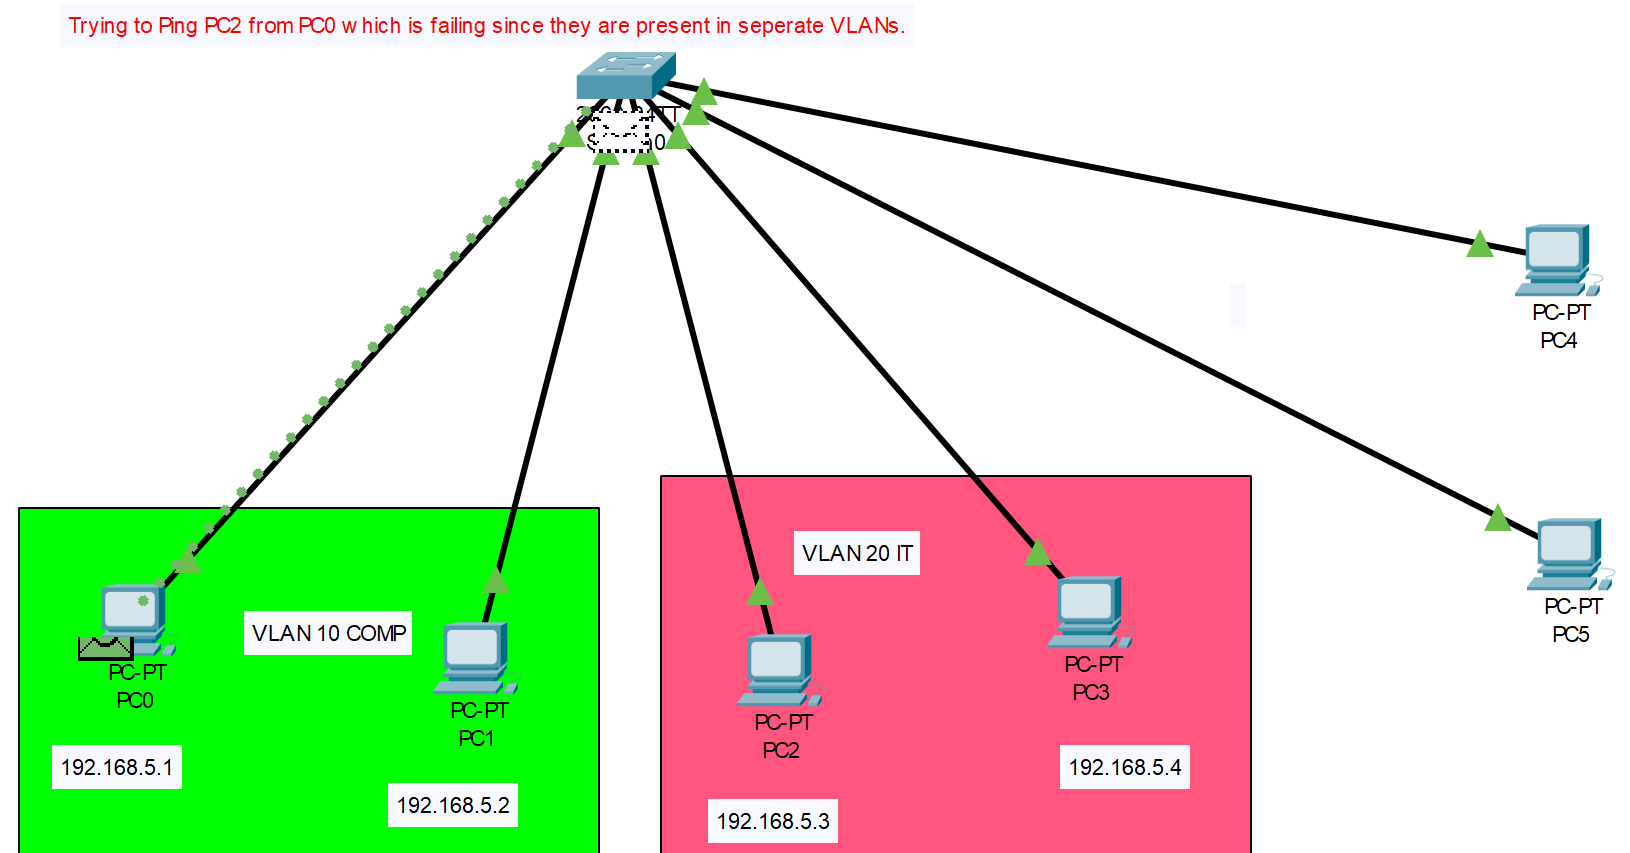 Trying to Ping PC2 from PC0 which is failing since they are present in seperate VLANs.
PC-PT
PC4
VLAN 20 IT
PC-PT
PC5
VLAN 10 COMP
PC-PT
PC0
PC-PT
PC1
PC-PT
PC2
PC-PT
PC3
192.168.5.1
192.168.5.2
192.168.5.3
192.168.5.4